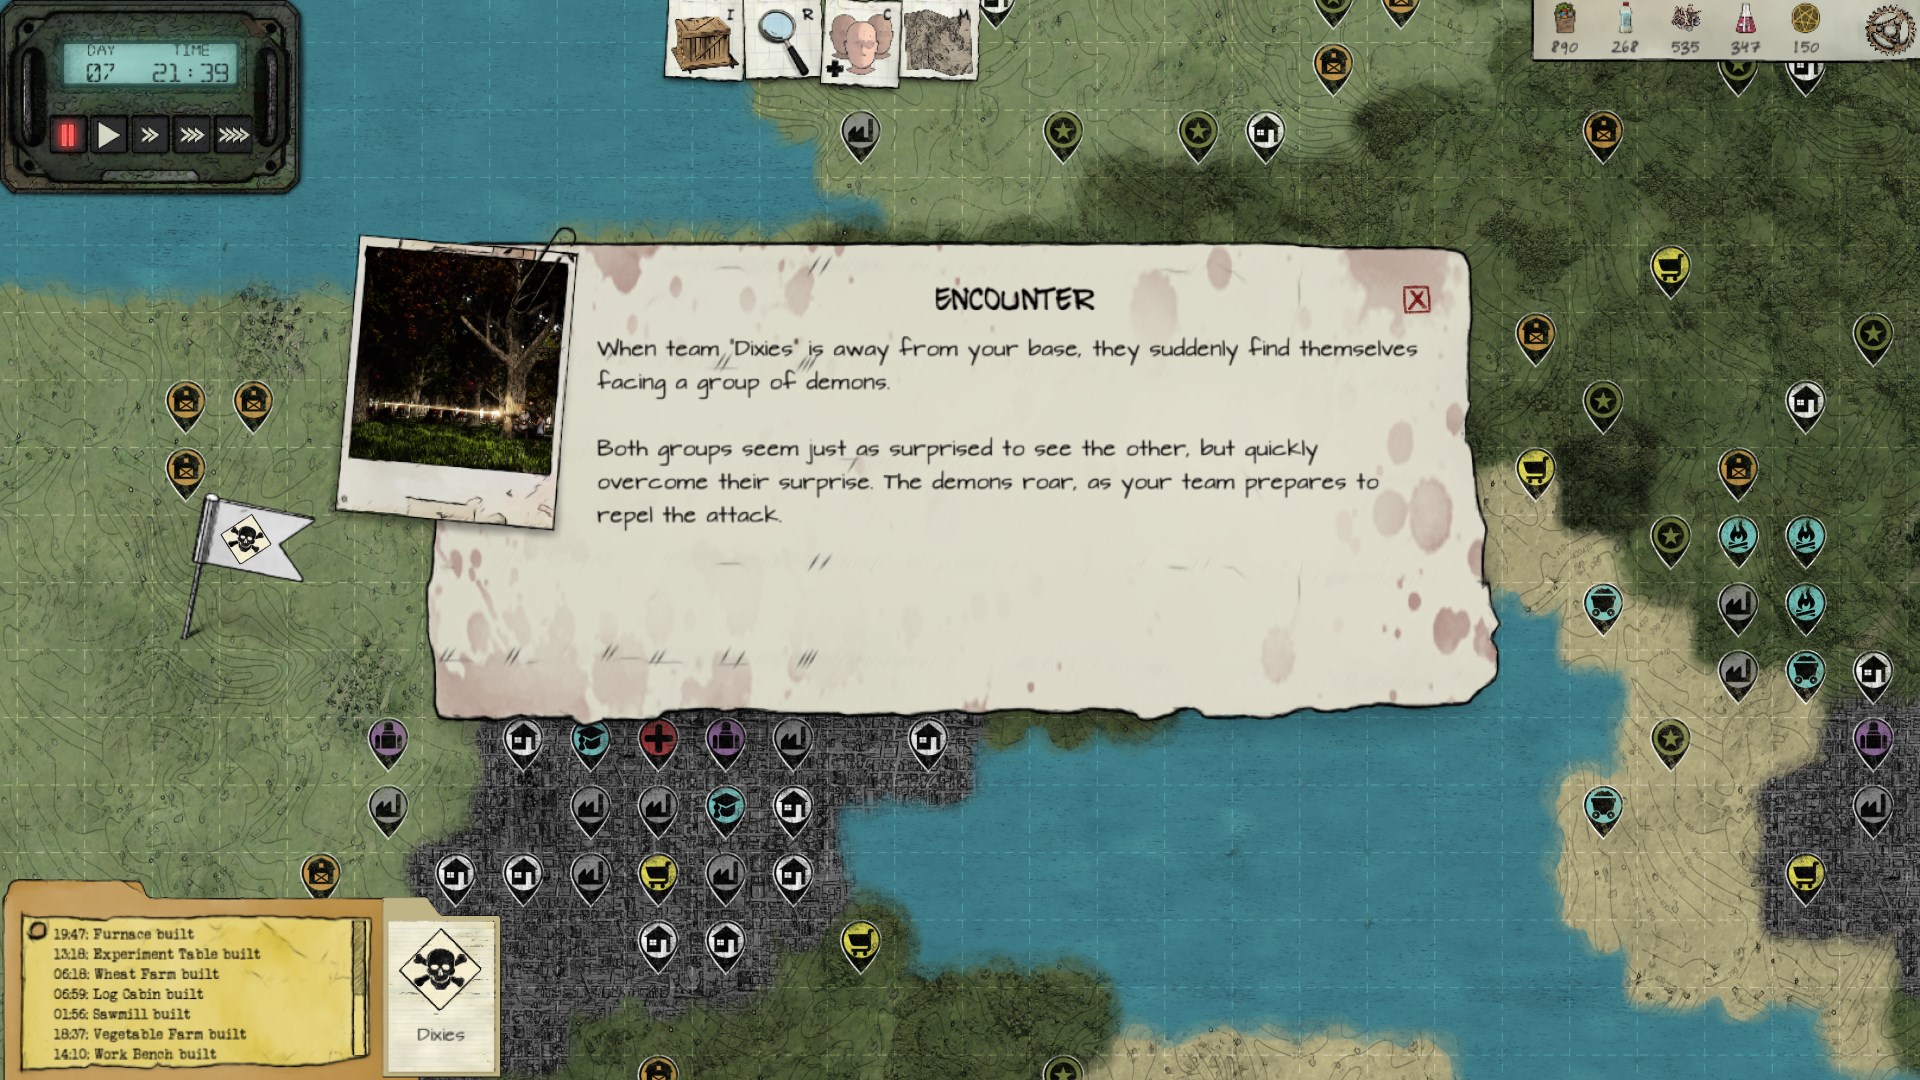 DAY TIME
07 21:39
I R C M
890 268 535 347 150
ENCOUNTER
X
When team 'Dixies' is away from your base, they suddenly find themselves
facing a group of demons.
Both groups seem just as surprised to see the other, but quickly
overcome their surprise. The demons roar, as your team prepares to
repel the attack.
19:47: Furnace built
13:18: Experiment Table built
06:18: Wheat Farm built
06:59: Log Cabin built
01:56: Sawmill built
18:37: Vegetable Farm built
14:10: Work Bench built
Dixies